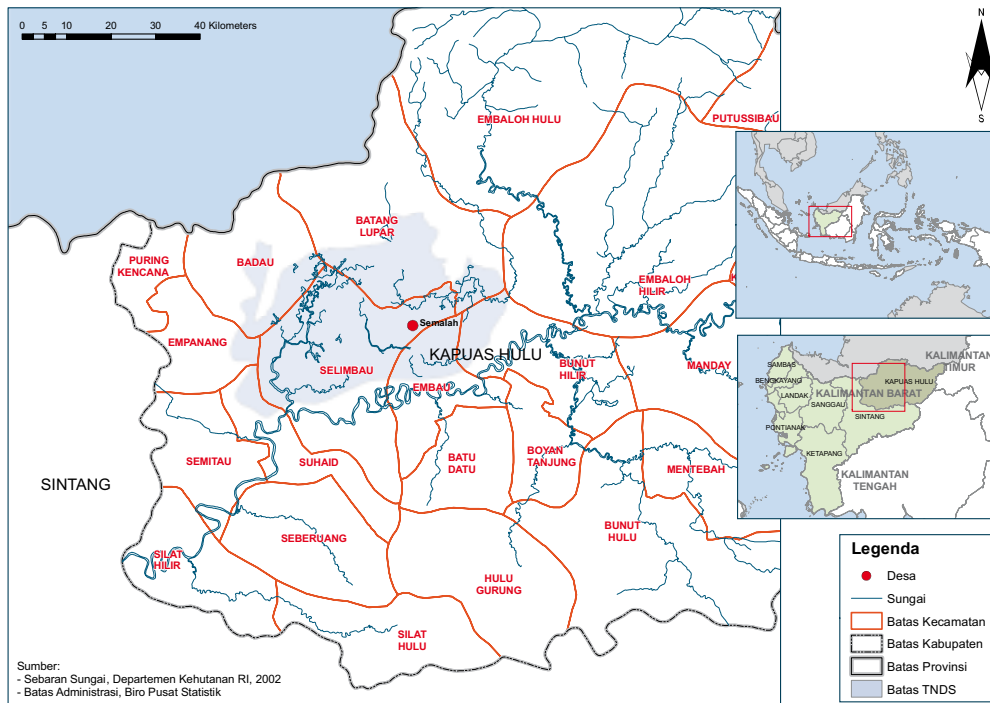 0 5 10 20 30 40 Kilometers
N
S
EMBALOH HULU
PUTUSSIBAU
BATANG
LUPAR
PURING
KENCANA
BADAU
EMBALOH
HILIR
Semalah
EMPANANG
KAPUAS HULU
SELIMBAU
EMBAU
BUNUT
HILIR
MANDAY
SEMITAU
SUHAID
BATU
DATU
BOYAN
TANJUNG
MENTEBAH
SINTANG
SEBERUANG
BUNUT
HULU
SILAT
HILIR
HULU
GURUNG
SILAT
HULU
Sumber:
- Sebaran Sungai, Departemen Kehutanan RI, 2002
- Batas Administrasi, Biro Pusat Statistik
KALIMANTAN
TIMUR
SAMBAS
BENGKAYANG
KAPUAS HULU
LANDAK
KALIMANTAN BARAT
SANGGAU
SINTANG
PONTIANAK
KETAPANG
KALIMANTAN
TENGAH
Legenda
Desa
Sungai
Batas Kecamatan
Batas Kabupaten
Batas Provinsi
Batas TNDS